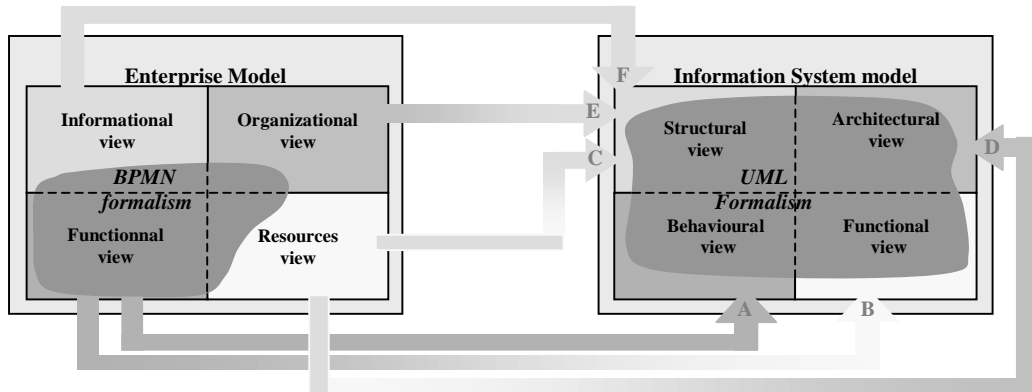 F
Enterprise Model
Information System model
Informational
view
Organizational
view
E
Structural
view
Architectural
view
C
D
BPMN
formalism
UML
Formalism
Functionnal
view
Resources
view
Behavioural
view
Functional
view
A
B